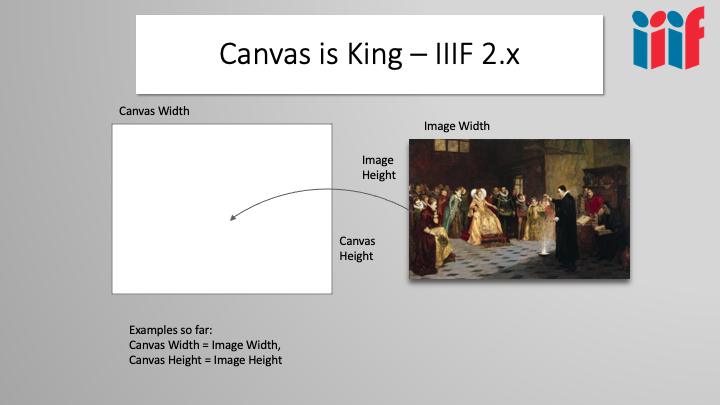 Canvas is King – IIIF 2.x
iiif
Canvas Width
Image Width
Image
Height
Canvas
Height
Examples so far:
Canvas Width = Image Width,
Canvas Height = Image Height